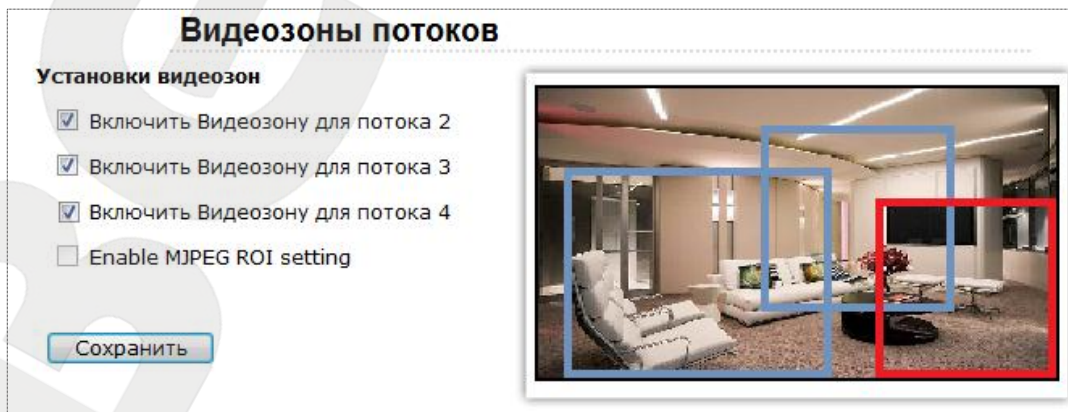 Видеозоны потоков
Установки видеозон
Включить Видеозону для потока 2
Включить Видеозону для потока 3
Включить Видеозону для потока 4
Enable MJPEG ROI setting
Сохранить